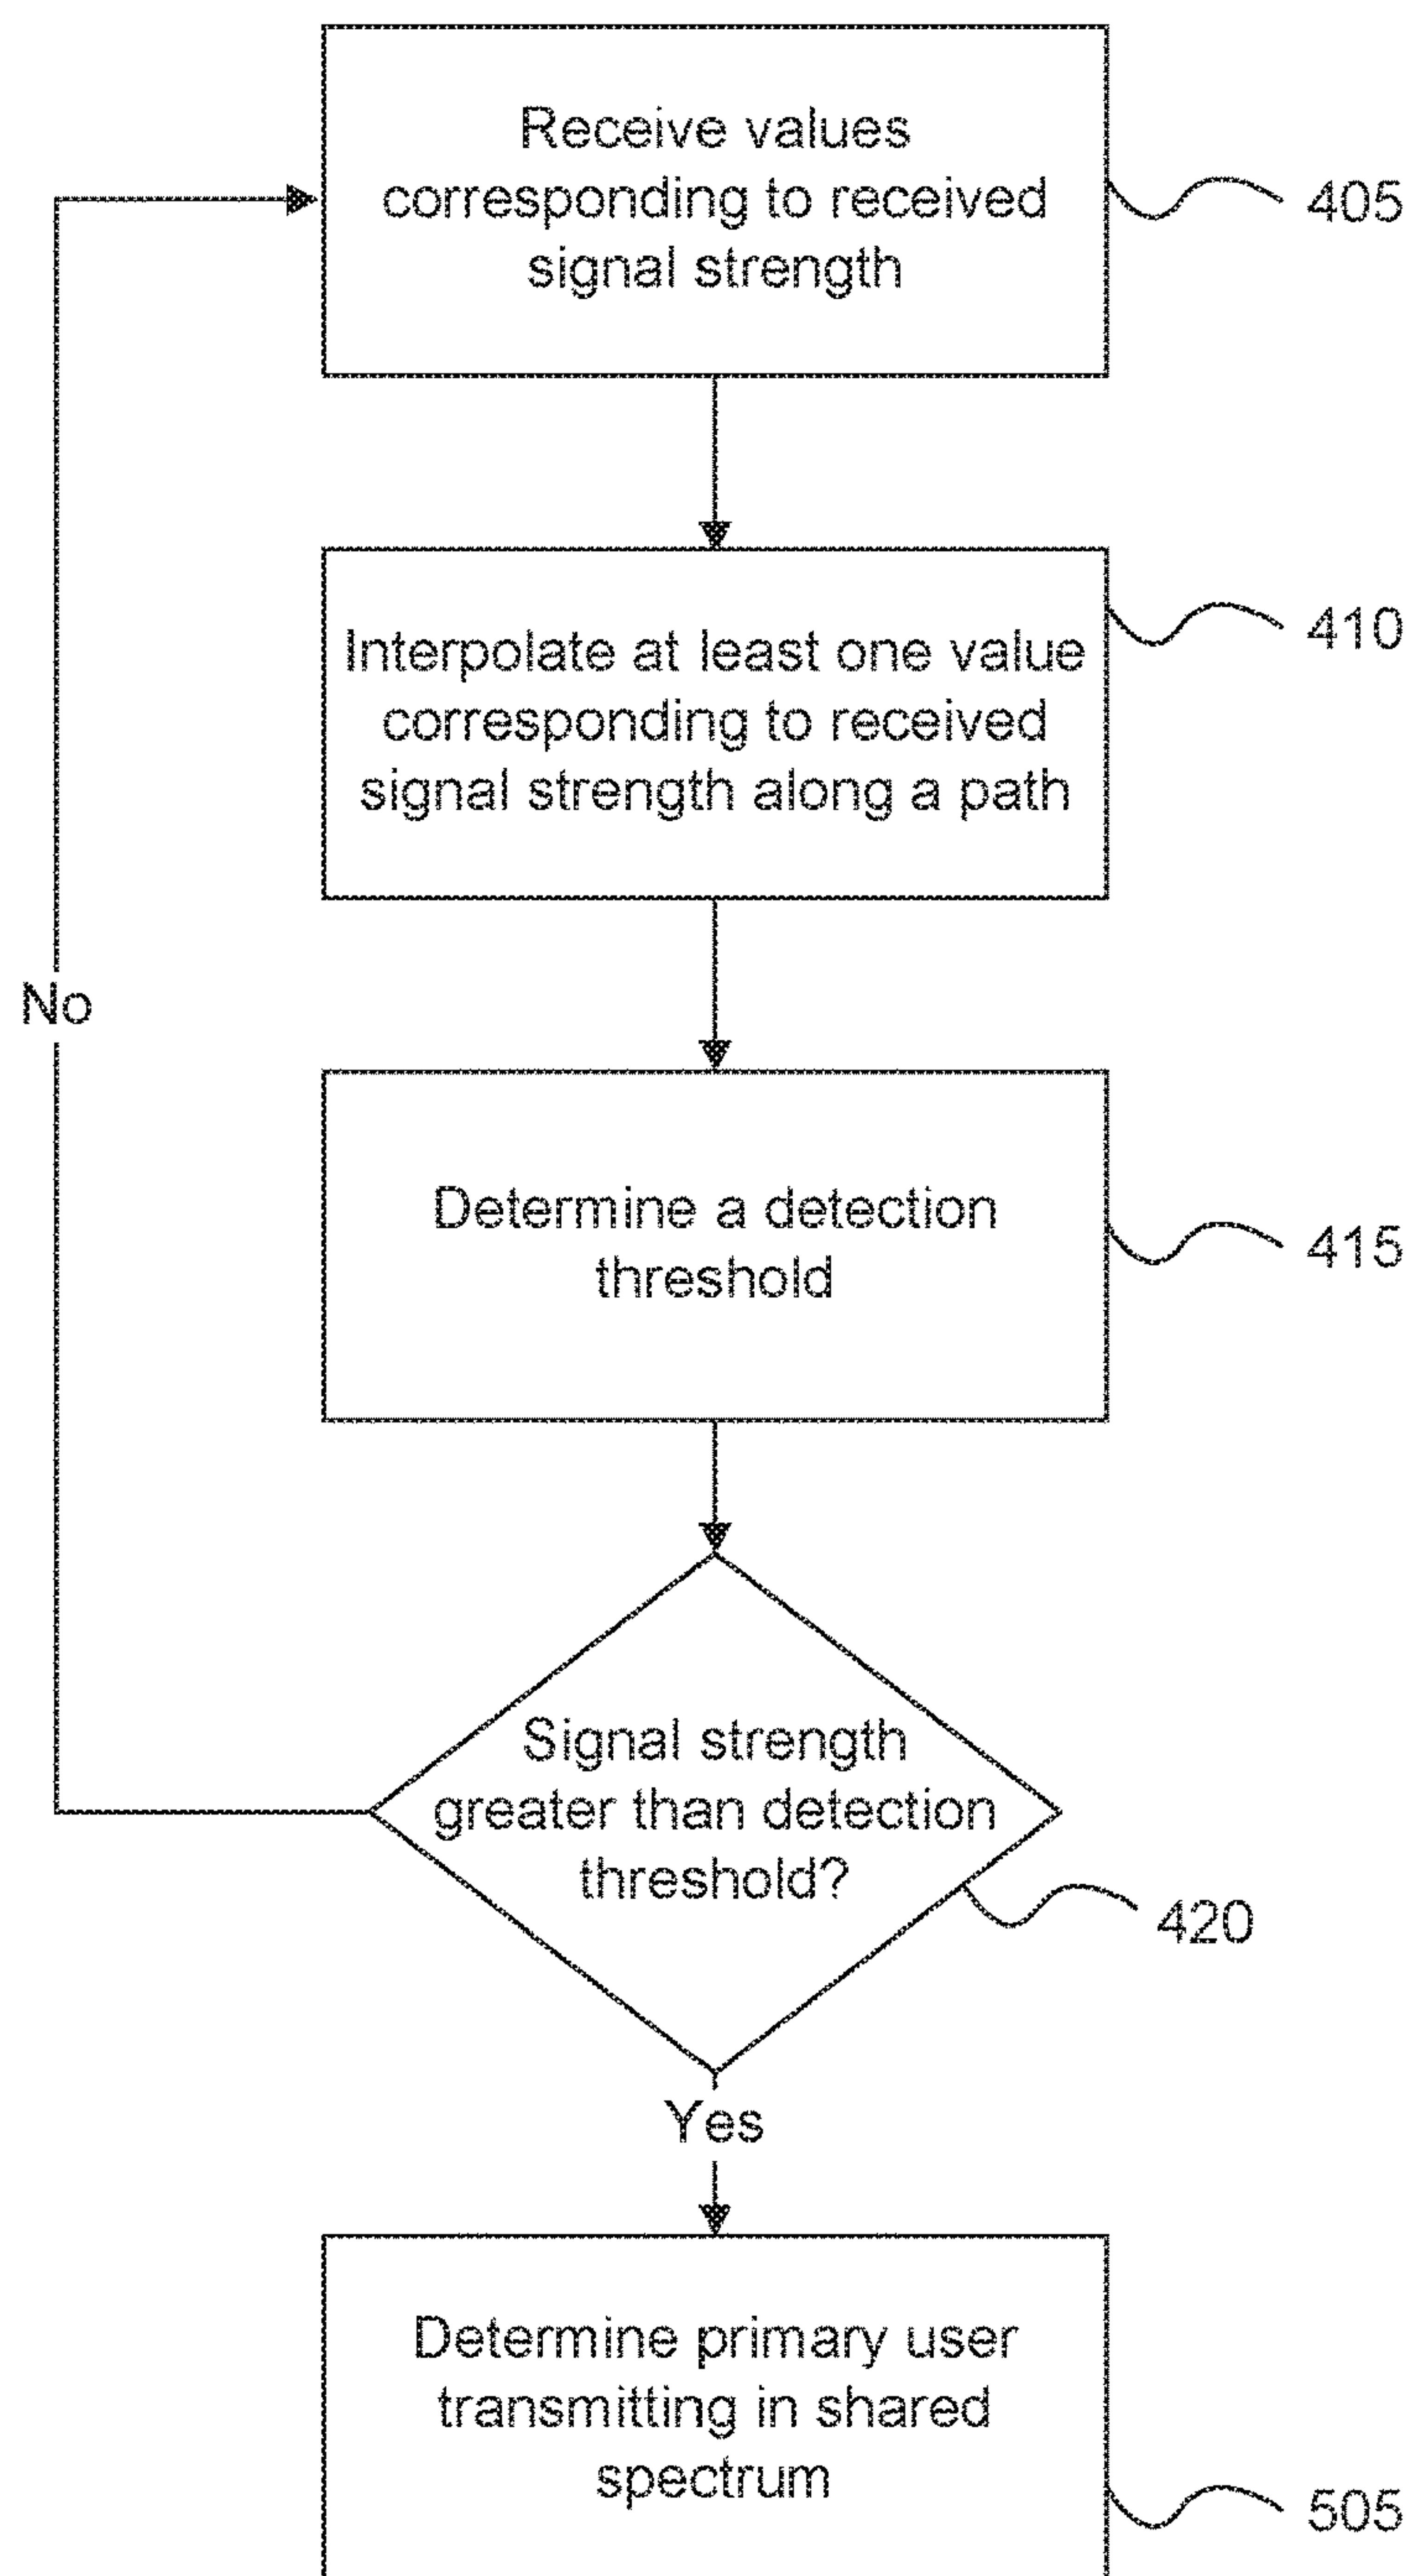 Receive values
corresponding to received
signal strength
405
Interpolate at least one value
corresponding to received
signal strength along a path
410
No
Determine a detection
threshold
415
Signal strength
greater than detection
threshold?
420
Yes
Determine primary user
transmitting in shared
spectrum
505